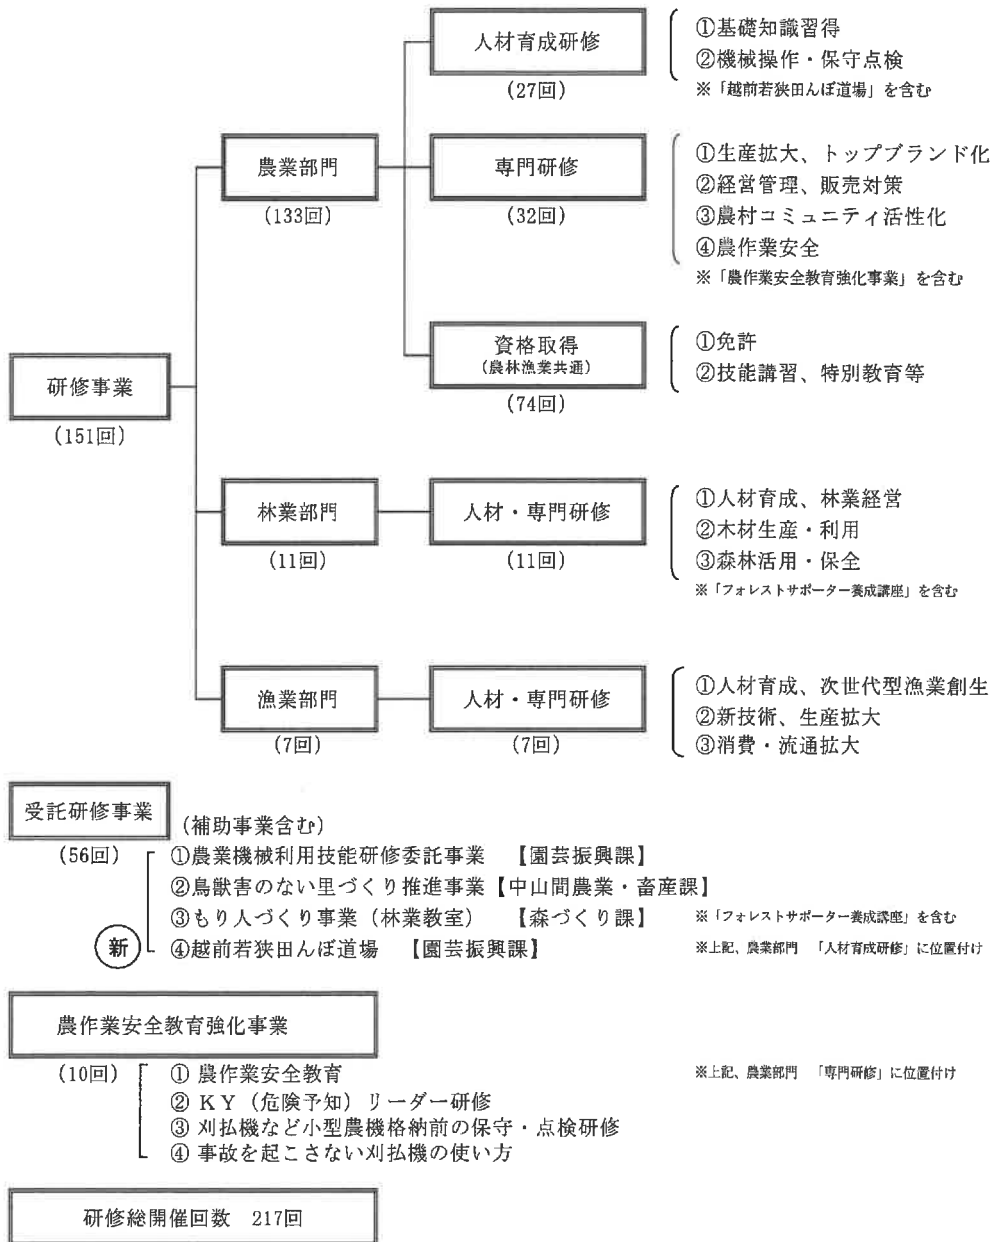 人材育成研修
(27回)
①基礎知識習得
②機械操作・保守点検
※「越前若狭田んぼ道場」を含む
農業部門
(133回)
専門研修
(32回)
①生産拡大、トップブランド化
②経営管理、販売対策
③農村コミュニティ活性化
④農作業安全
※「農作業安全教育強化事業」を含む
資格取得
(農林漁業共通)
(74回)
①免許
②技能講習、特別教育等
研修事業
(151回)
林業部門
(11回)
人材・専門研修
(11回)
①人材育成、林業経営
②木材生産・利用
③森林活用・保全
※「フォレストサポーター養成講座」を含む
漁業部門
(7回)
人材・専門研修
(7回)
①人材育成、次世代型漁業創生
②新技術、生産拡大
③消費・流通拡大
受託研修事業 (補助事業含む)
(56回)
①農業機械利用技能研修委託事業 【園芸振興課】
②鳥獣害のない里づくり推進事業【中山間農業・畜産課】
③もり人づくり事業(林業教室) 【森づくり課】 ※「フォレストサポーター養成講座」を含む
新 ④越前若狭田んぼ道場 【園芸振興課】 ※上記、農業部門 「人材育成研修」に位置付け
農作業安全教育強化事業
(10回)
① 農作業安全教育 ※上記、農業部門 「専門研修」に位置付け
② KY(危険予知)リーダー研修
③ 刈払機など小型農機格納前の保守・点検研修
④ 事故を起こさない刈払機の使い方
研修総開催回数 217回